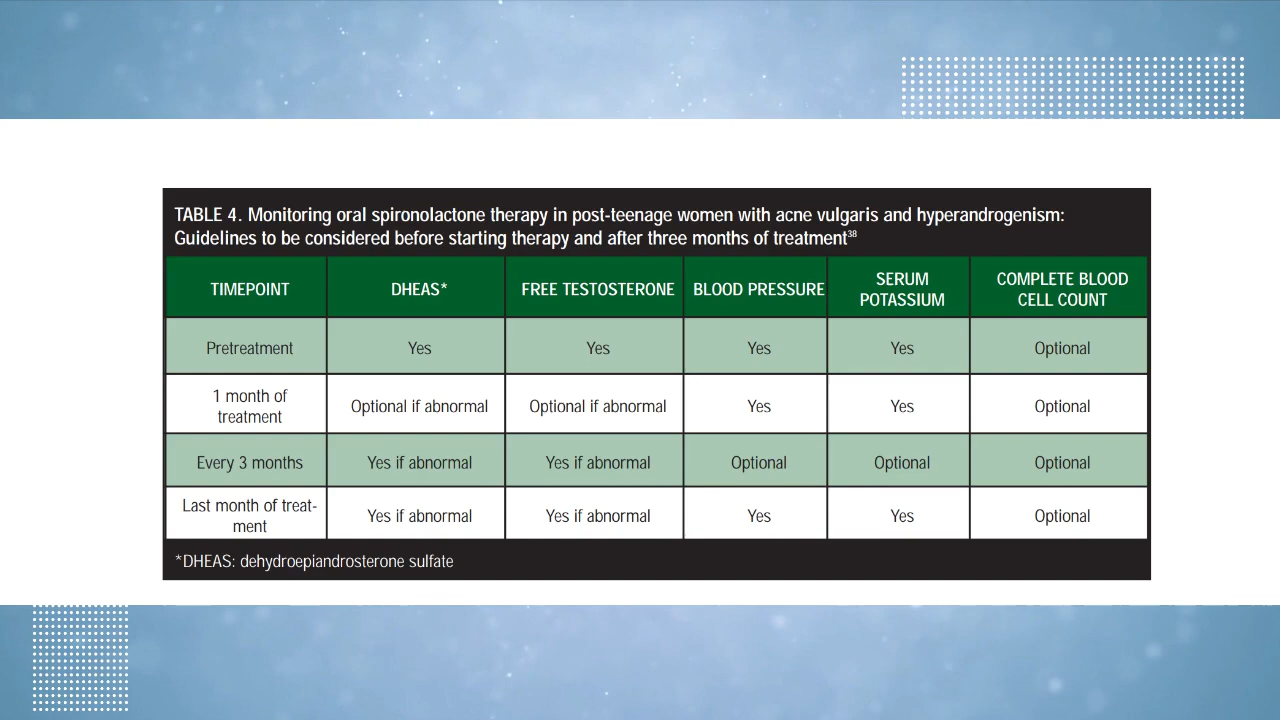 TABLE 4. Monitoring oral spironolactone therapy in post-teenage women with acne vulgaris and hyperandrogenism:
Guidelines to be considered before starting therapy and after three months of treatment38
TIMEPOINT DHEAS* FREE TESTOSTERONE BLOOD PRESSURE SERUM POTASSIUM COMPLETE BLOOD CELL COUNT
Pretreatment Yes Yes Yes Yes Optional
1 month of treatment Optional if abnormal Optional if abnormal Yes Yes Optional
Every 3 months Yes if abnormal Yes if abnormal Optional Optional Optional
Last month of treat-ment Yes if abnormal Yes if abnormal Yes Yes Optional
*DHEAS: dehydroepiandrosterone sulfate